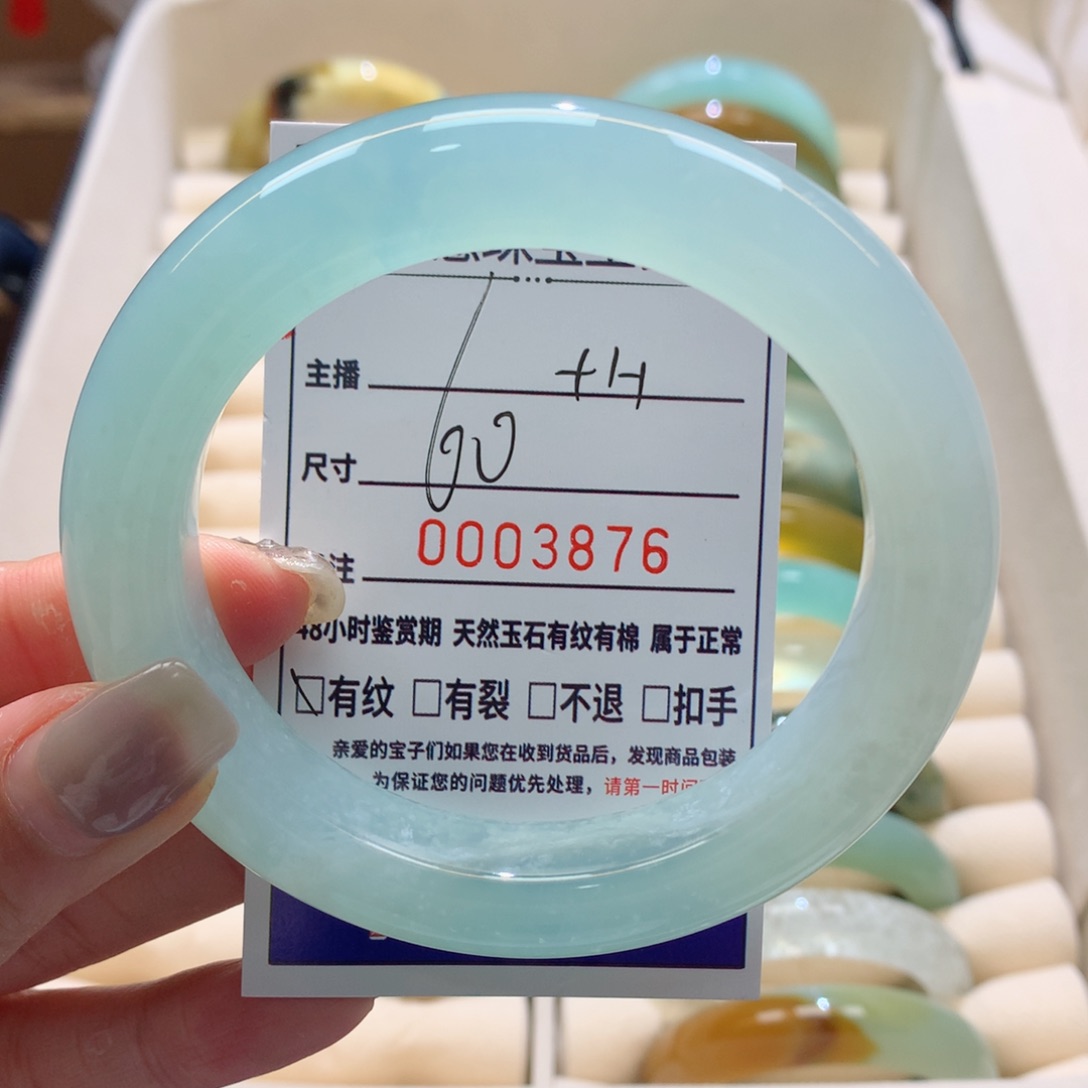 主播
尺寸 60
注 0003876
48小时鉴赏期 天然玉石有纹有棉 属于正常
有纹 有裂 不退 扣手
亲爱的宝子们如果您在收到货品后，发现商品包装
为保证您的问题优先处理，请第一时间